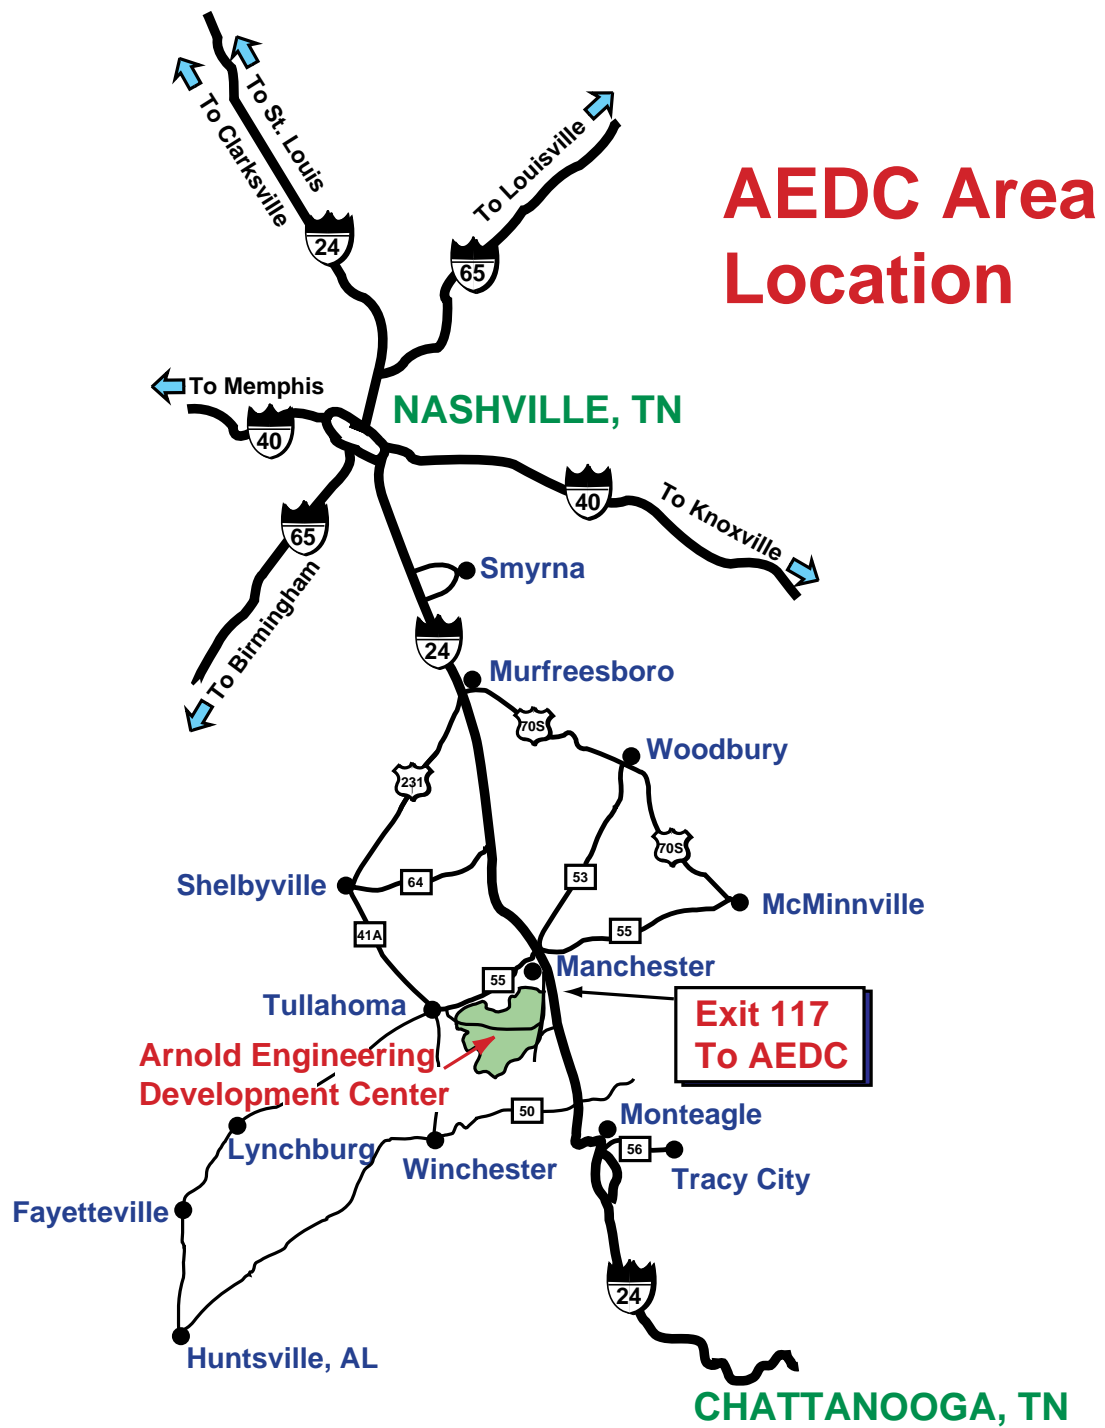 To St. Louis
To Clarksville
To Louisville
AEDC Area
Location
24
65
To Memphis
NASHVILLE, TN
40
40
To Knoxville
65
Smyrna
To Birmingham
24
Murfreesboro
70S
Woodbury
231
70S
Shelbyville
64
53
McMinnville
41A
55
Manchester
55
Tullahoma
Exit 117
To AEDC
Arnold Engineering
Development Center
50
Monteagle
Lynchburg
56
Winchester
Tracy City
Fayetteville
24
Huntsville, AL
CHATTANOOGA, TN